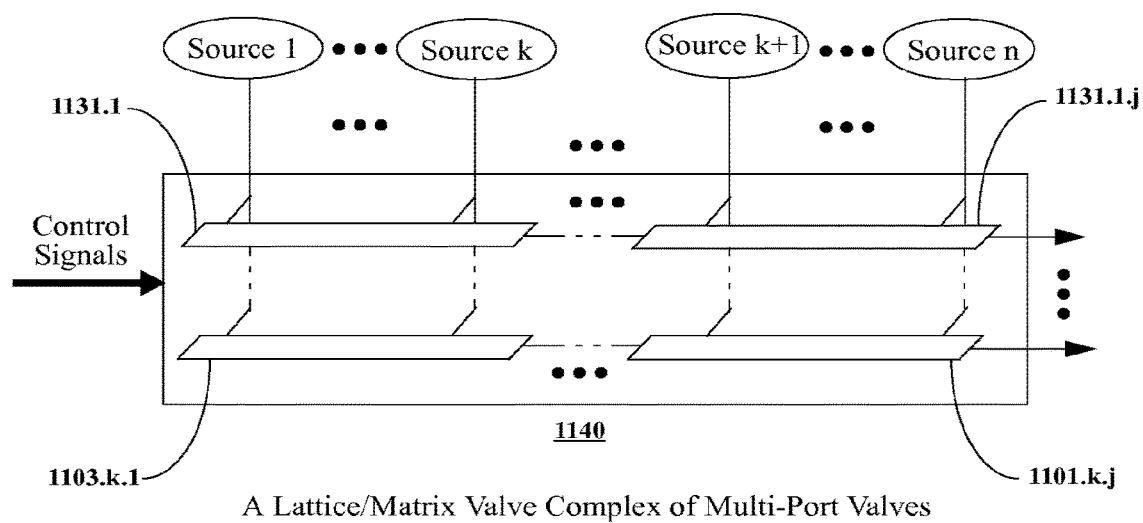 Source 1
Source k
Source k+1
Source n
1131.1
1131.1.j
Control
Signals
1140
1103.k.1
1101.k.j
A Lattice/Matrix Valve Complex of Multi-Port Valves